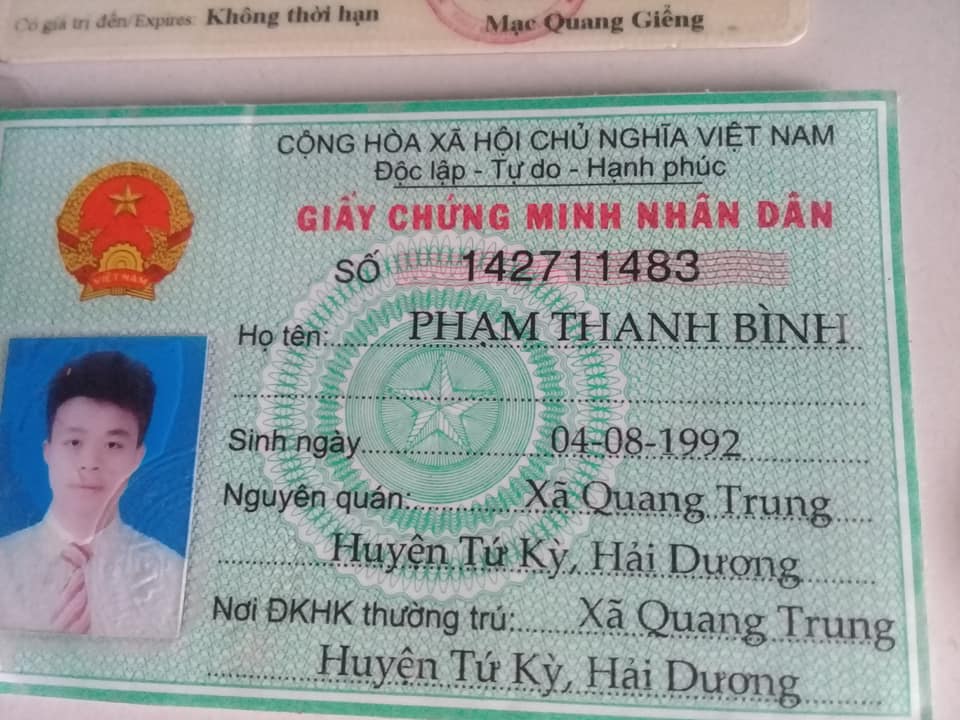 Có giá trị đến/Expires: Không thời hạn
Mạc Quang Giềng
CỘNG HÒA XÃ HỘI CHỦ NGHĨA VIỆT NAM
Độc lập - Tự do - Hạnh phúc
GIẤY CHỨNG MINH NHÂN DÂN
VIỆT NAM
SỐ 142711483
Họ tên: PHẠM THANH BÌNH
Sinh ngày 04-08-1992
Nguyên quán: Xã Quang Trung
Huyện Tứ Kỳ, Hải Dương
Nơi ĐKHK thường trú: Xã Quang Trung
Huyện Tứ Kỳ, Hải Dương